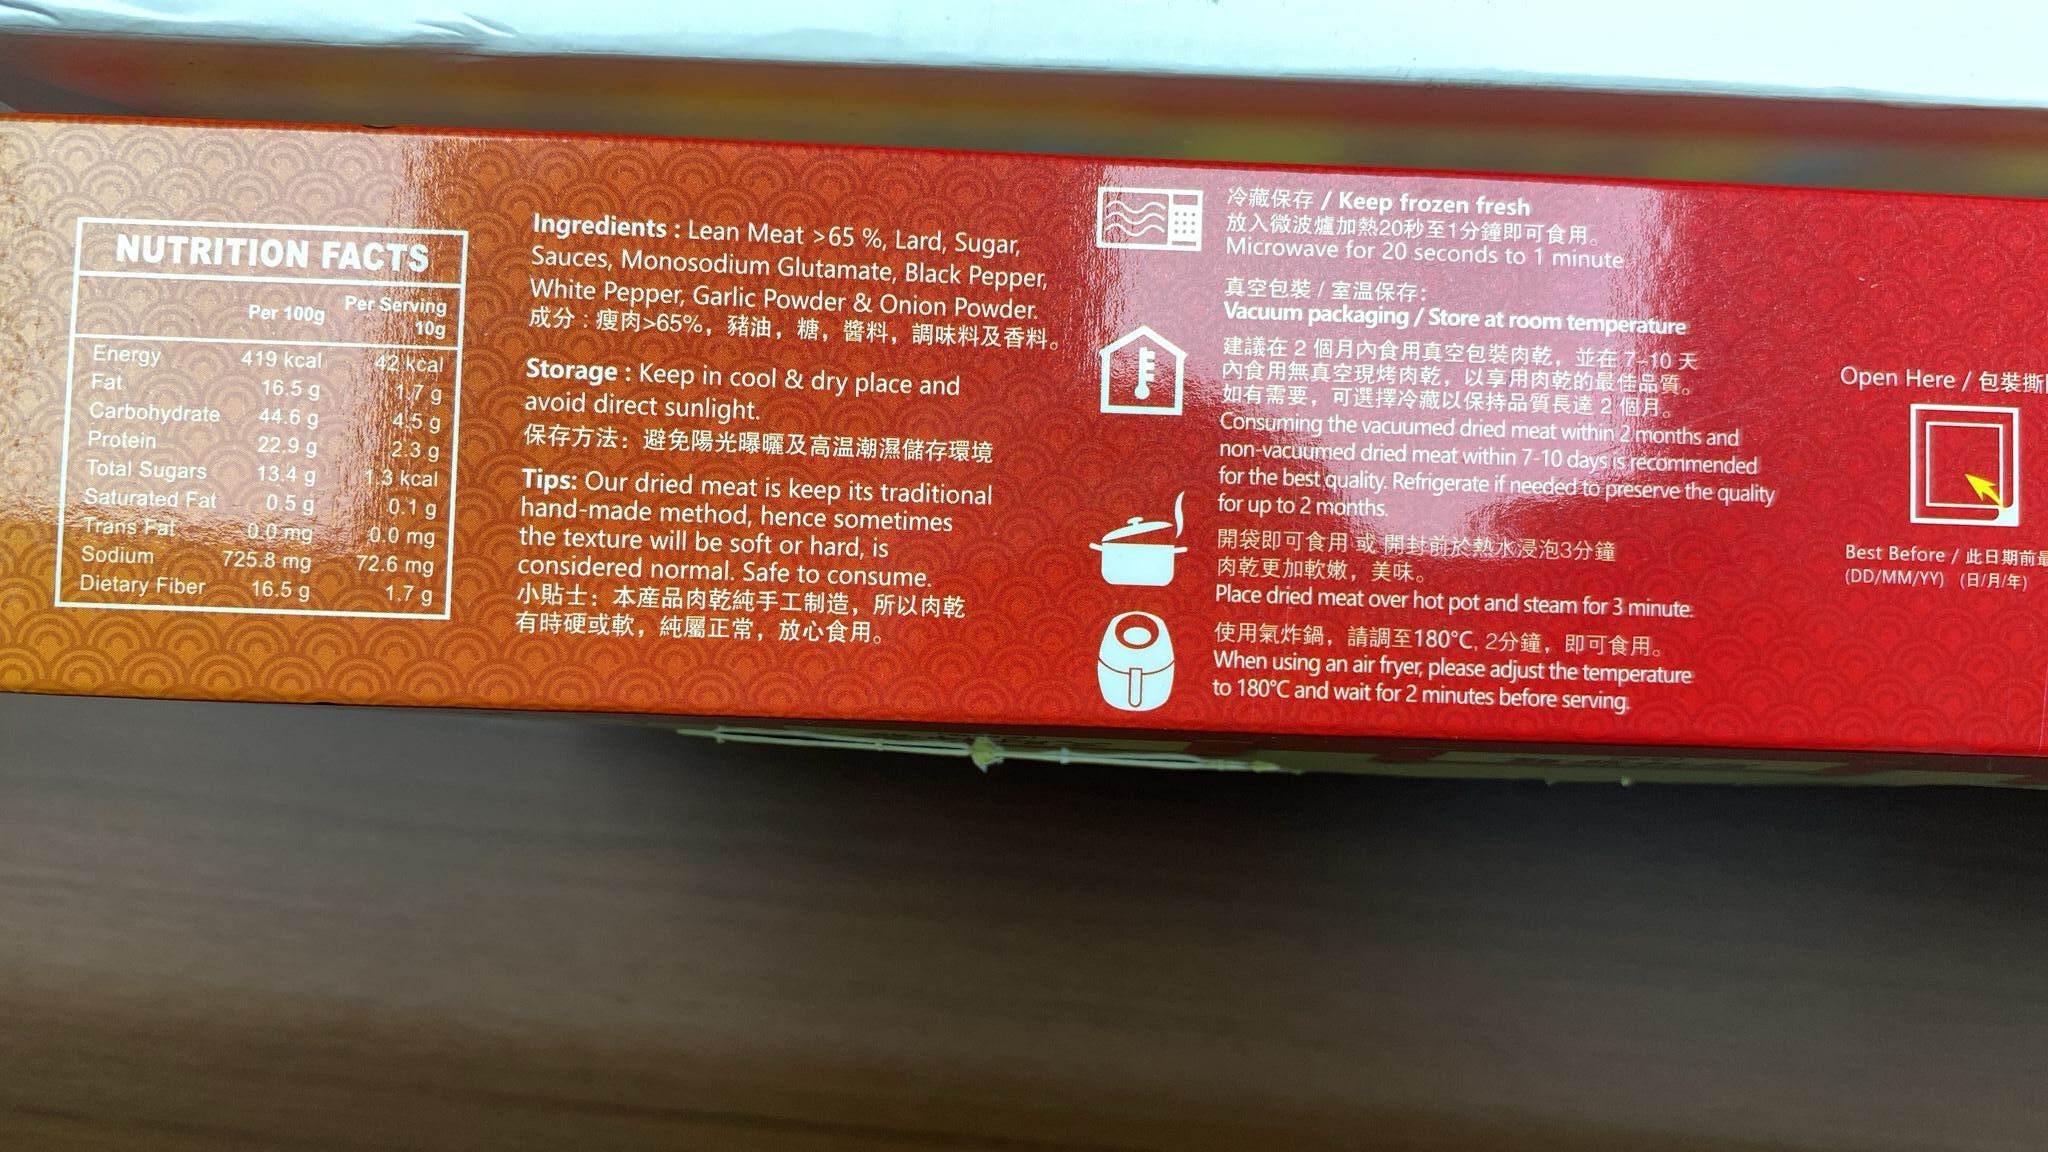 NUTRITION FACTS
Per 100g Per Serving 10g
Energy 419 kcal 42 kcal
Fat 16.5 g 1.7 g
Carbohydrate 44.6 g 4.5 g
Protein 22.9 g 2.3 g
Total Sugars 13.4 g 1.3 kcal
Saturated Fat 0.5 g 0.1 g
Trans Fat 0.0 mg 0.0 mg
Sodium 725.8 mg 72.6 mg
Dietary Fiber 16.5 g 1.7 g
Ingredients : Lean Meat >65 %, Lard, Sugar,
Sauces, Monosodium Glutamate, Black Pepper,
White Pepper, Garlic Powder & Onion Powder.
成分 : 瘦肉>65%，豬油，糖，醬料，調味料及香料。
Storage : Keep in cool & dry place and
avoid direct sunlight.
保存方法：避免陽光曝曬及高温潮濕儲存環境
Tips: Our dried meat is keep its traditional
hand-made method, hence sometimes
the texture will be soft or hard, is
considered normal. Safe to consume.
小貼士：本產品肉乾純手工制造，所以肉乾
有時硬或軟，純屬正常，放心食用。
冷藏保存 / Keep frozen fresh
放入微波爐加熱20秒至1分鐘即可食用。
Microwave for 20 seconds to 1 minute
真空包裝 / 室温保存：
Vacuum packaging / Store at room temperature
建議在 2 個月內食用真空包裝肉乾，並在 7-10 天
內食用無真空現烤肉乾，以享用肉乾的最佳品質。
如有需要，可選擇冷藏以保持品質長達 2 個月。
Consuming the vacuumed dried meat within 2 months and
non-vacuumed dried meat within 7-10 days is recommended
for the best quality. Refrigerate if needed to preserve the quality
for up to 2 months.
開袋即可食用 或 開封前於熱水浸泡3分鐘
肉乾更加軟嫩，美味。
Place dried meat over hot pot and steam for 3 minute.
使用氣炸鍋，請調至180°C, 2分鐘，即可食用。
When using an air fryer, please adjust the temperature
to 180°C and wait for 2 minutes before serving.
Open Here / 包裝撕
Best Before / 此日期前
(DD/MM/YY) (日/月/年)